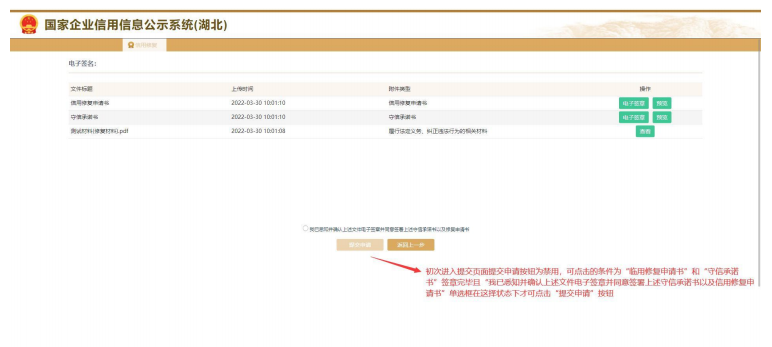 国家企业信用信息公示系统(湖北)
信用修复
电子签名:
文件标题 上传时间 附件类型 操作
信用修复申请书 2022-03-30 10:01:10 信用修复申请书 电子签章 预览
守信承诺书 2022-03-30 10:01:10 守信承诺书 电子签章 预览
测试材料(修复材料).pdf 2022-03-30 10:01:08 履行法定义务、纠正违法行为的相关材料 查看
我已悉知并确认上述文件电子签章并同意签署上述守信承诺书以及修复申请书
提交申请 返回上一步
初次进入提交页面提交申请按钮为禁用,可点击的条件为“临用修复申请书”和“守信承诺
书”签章完毕且“我已悉知并确认上述文件电子签章并同意签署上述守信承诺书以及信用修复申
请书”单选框在这择状态下才可点击“提交申请”按钮